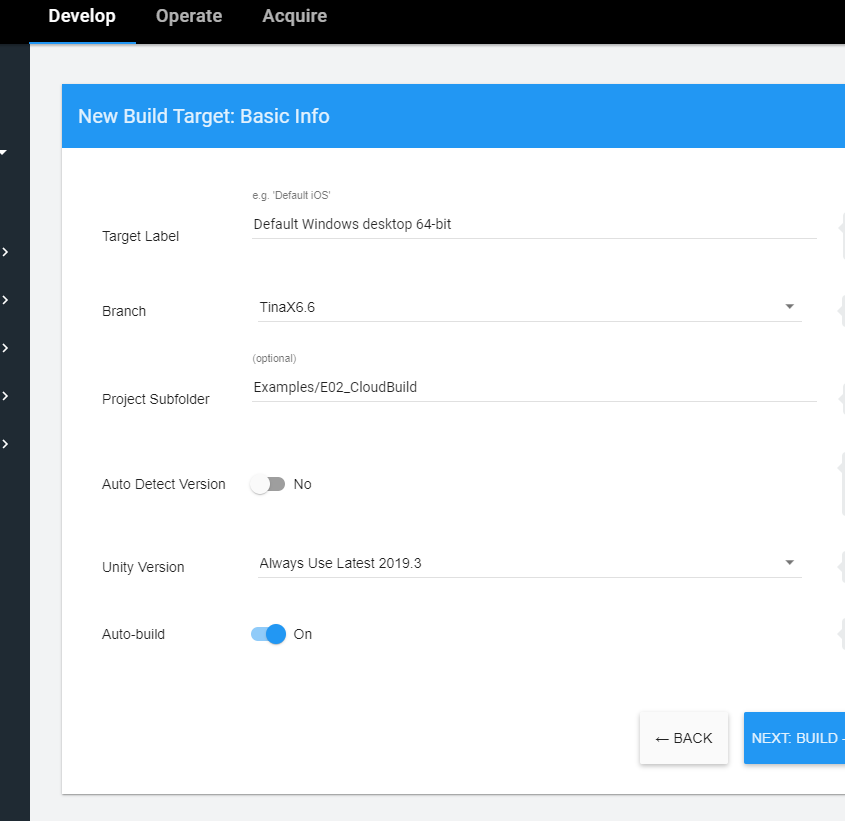 Develop Operate Acquire
New Build Target: Basic Info
e.g. 'Default iOS'
Target Label Default Windows desktop 64-bit
Branch TinaX6.6
(optional)
Project Subfolder Examples/E02_CloudBuild
Auto Detect Version No
Unity Version Always Use Latest 2019.3
Auto-build On
← BACK NEXT: BUILD